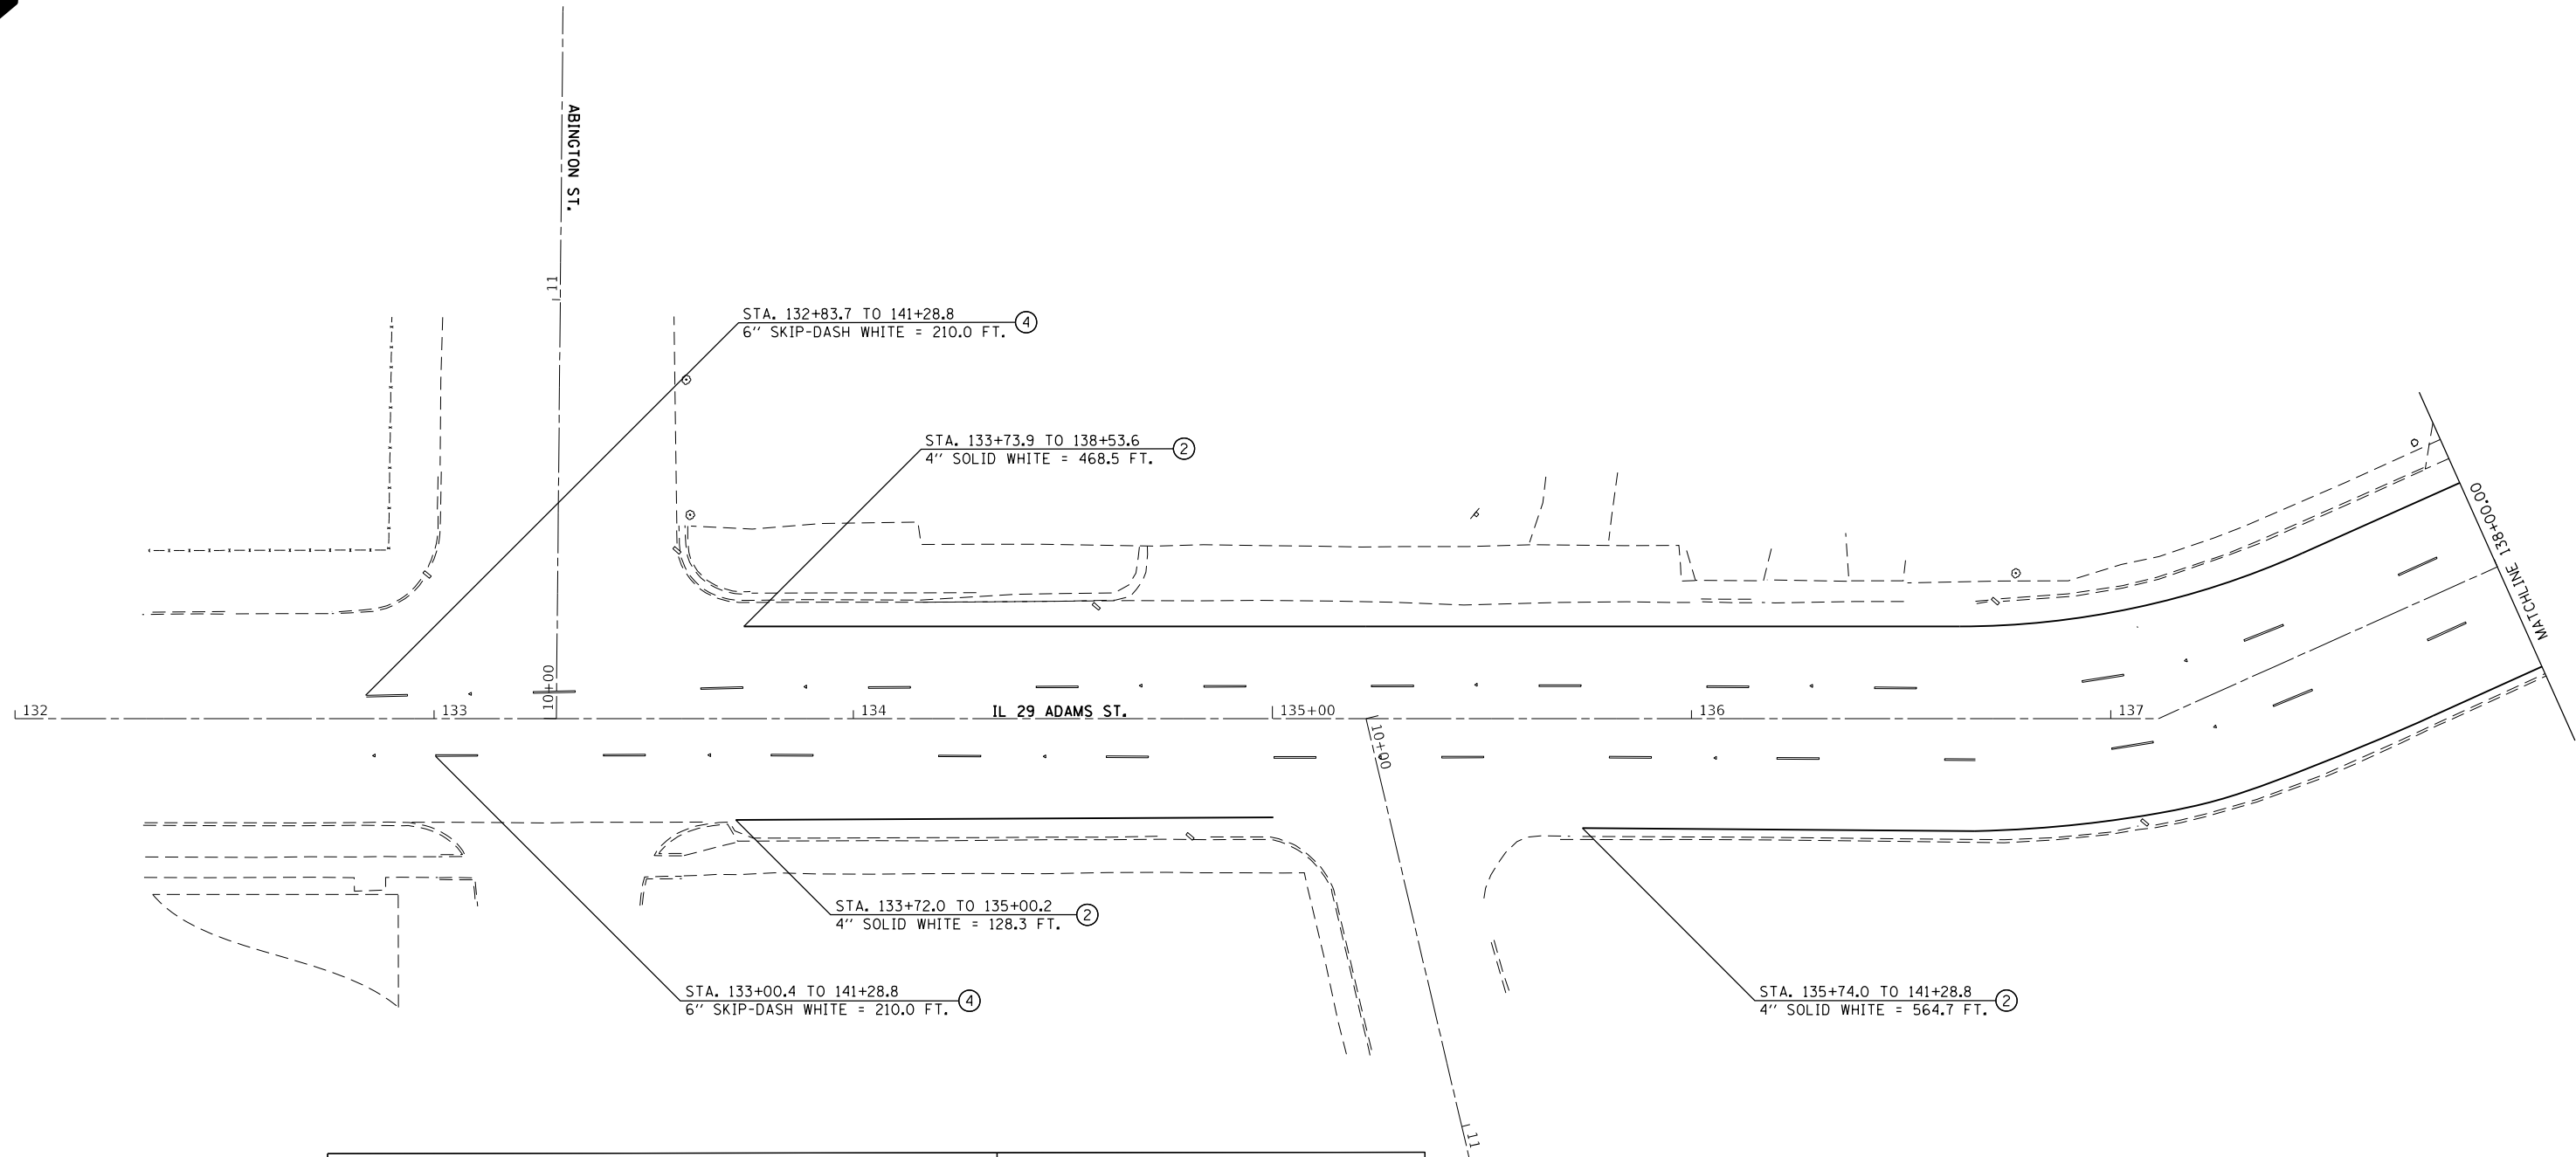 ABINGTON ST.
11
STA. 132+83.7 TO 141+28.8
6" SKIP-DASH WHITE = 210.0 FT.
4
STA. 133+73.9 TO 138+53.6
4" SOLID WHITE = 468.5 FT.
2
MATCHLINE 138+00.00
10+00
132
133
134
IL 29 ADAMS ST.
135+00
136
137
10+00
STA. 133+72.0 TO 135+00.2
4" SOLID WHITE = 128.3 FT.
2
STA. 133+00.4 TO 141+28.8
6" SKIP-DASH WHITE = 210.0 FT.
4
STA. 135+74.0 TO 141+28.8
4" SOLID WHITE = 564.7 FT.
2
11